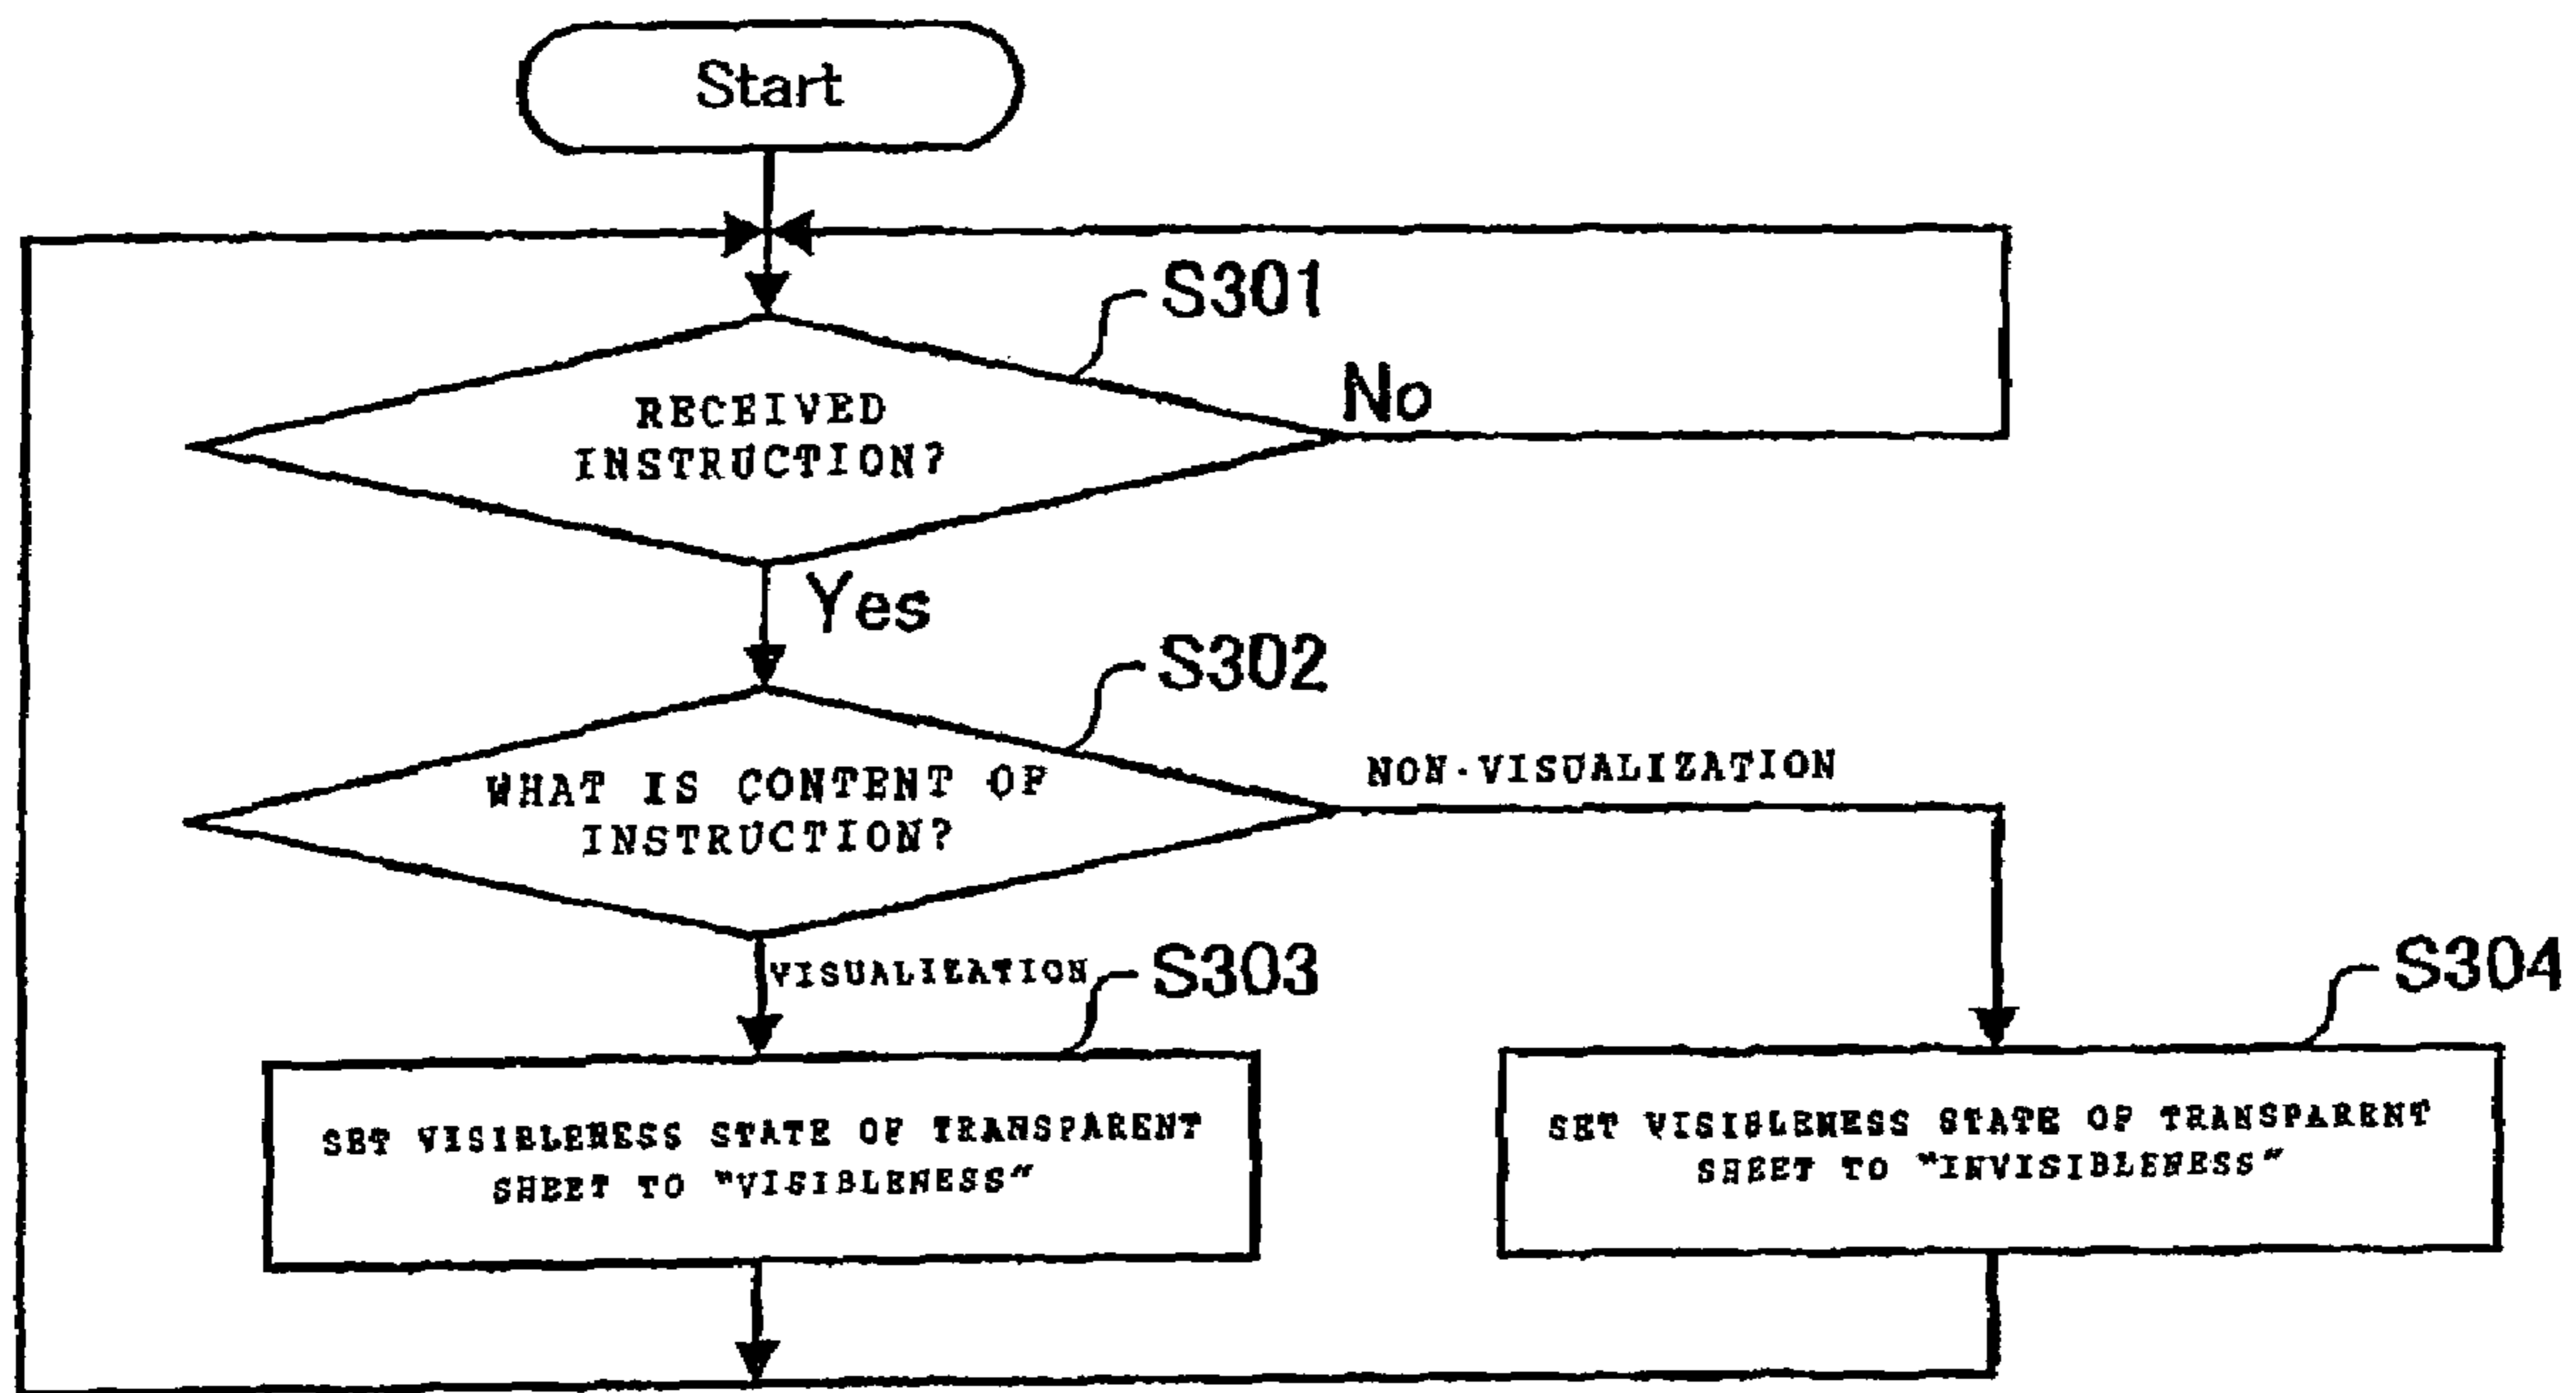 Start
S301
RECEIVED
INSTRUCTION?
No
Yes
S302
WHAT IS CONTENT OF
INSTRUCTION?
NON-VISUALIZATION
VISUALIZATION
S303
S304
SET VISIBLENESS STATE OF TRANSPARENT
SHEET TO "VISIBLENESS"
SET VISIBLENESS STATE OF TRANSPARENT
SHEET TO "INVISIBLENESS"